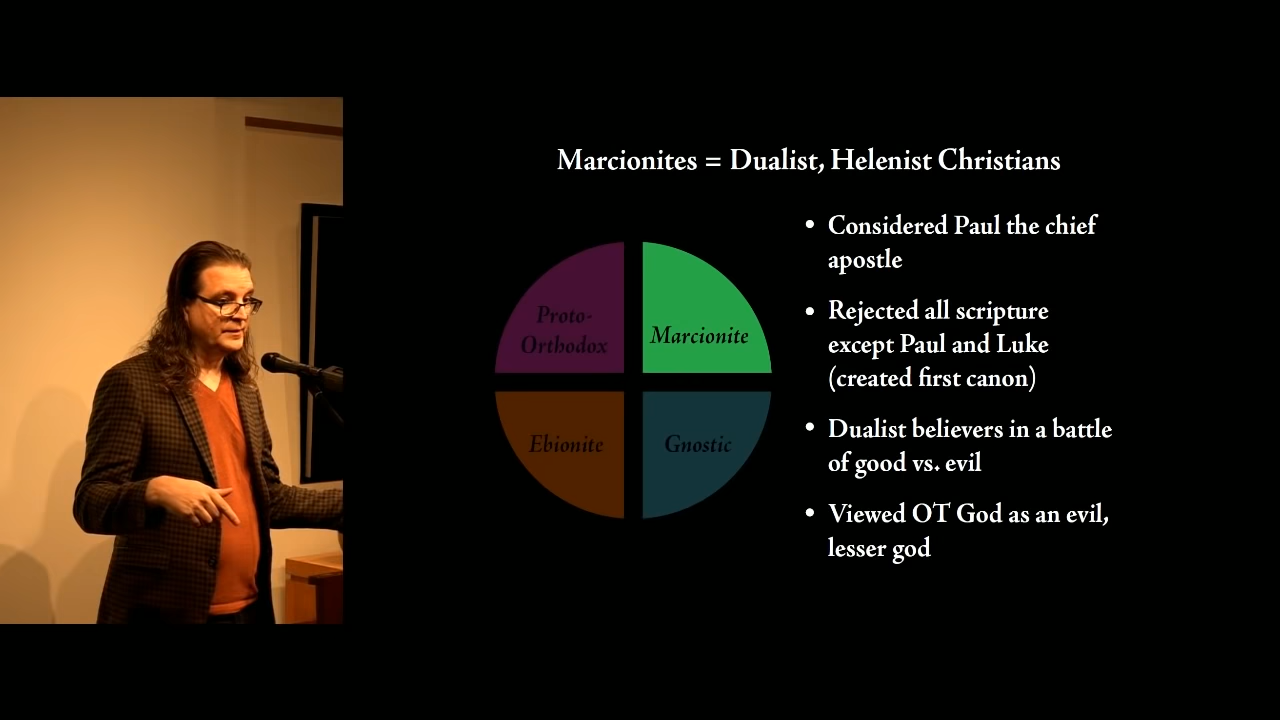 Marcionites = Dualist, Helenist Christians
Proto-
Orthodox
Marcionite
Ebionite
Gnostic
• Considered Paul the chief
apostle
• Rejected all scripture
except Paul and Luke
(created first canon)
• Dualist believers in a battle
of good vs. evil
• Viewed OT God as an evil,
lesser god